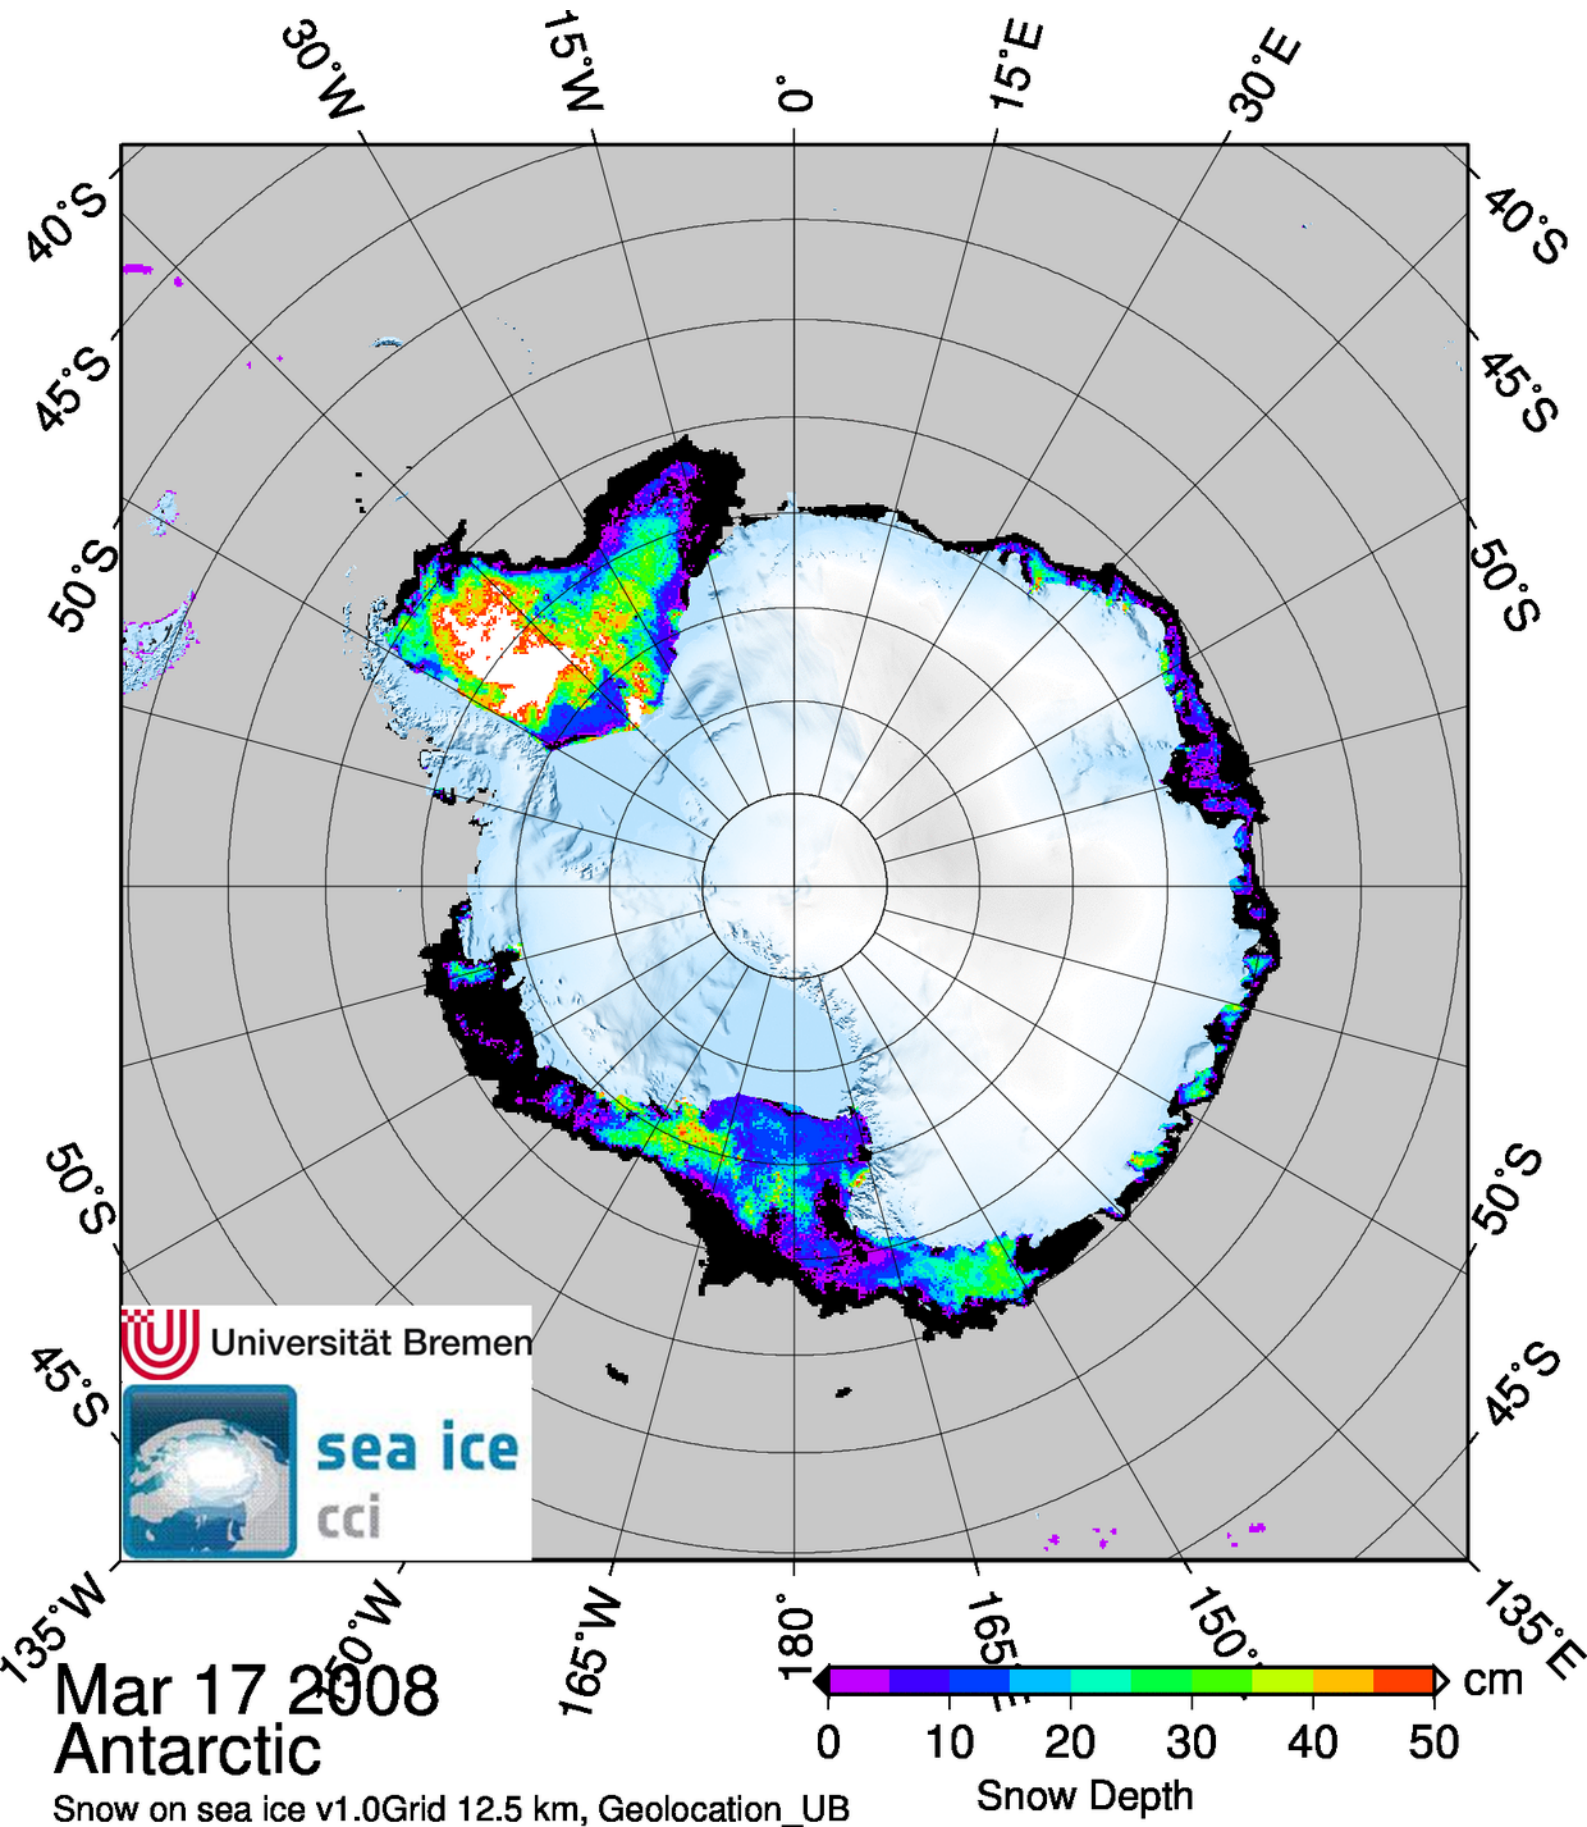 30°W 15°W 0° 15°E 30°E
40°S 40°S
45°S 45°S
50°S 50°S
50°S 50°S
45°S 45°S
Universität Bremen
sea ice
cci
135°W 165°W 180° 165°E 150° 135°E
Mar 17 2008
Antarctic
Snow on sea ice v1.0Grid 12.5 km, Geolocation_UB
cm
0 10 20 30 40 50
Snow Depth